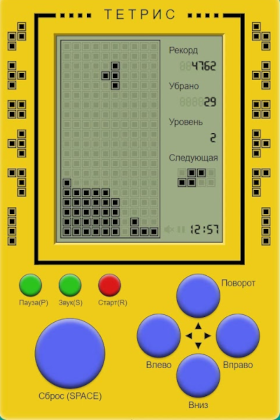 ТЕТРИС
Рекорд
4762
Убрано
29
Уровень
2
Следующая
12:57
Пауза(P)
Звук(S)
Старт(R)
Поворот
Влево
Вправо
Сброс (SPACE)
Вниз